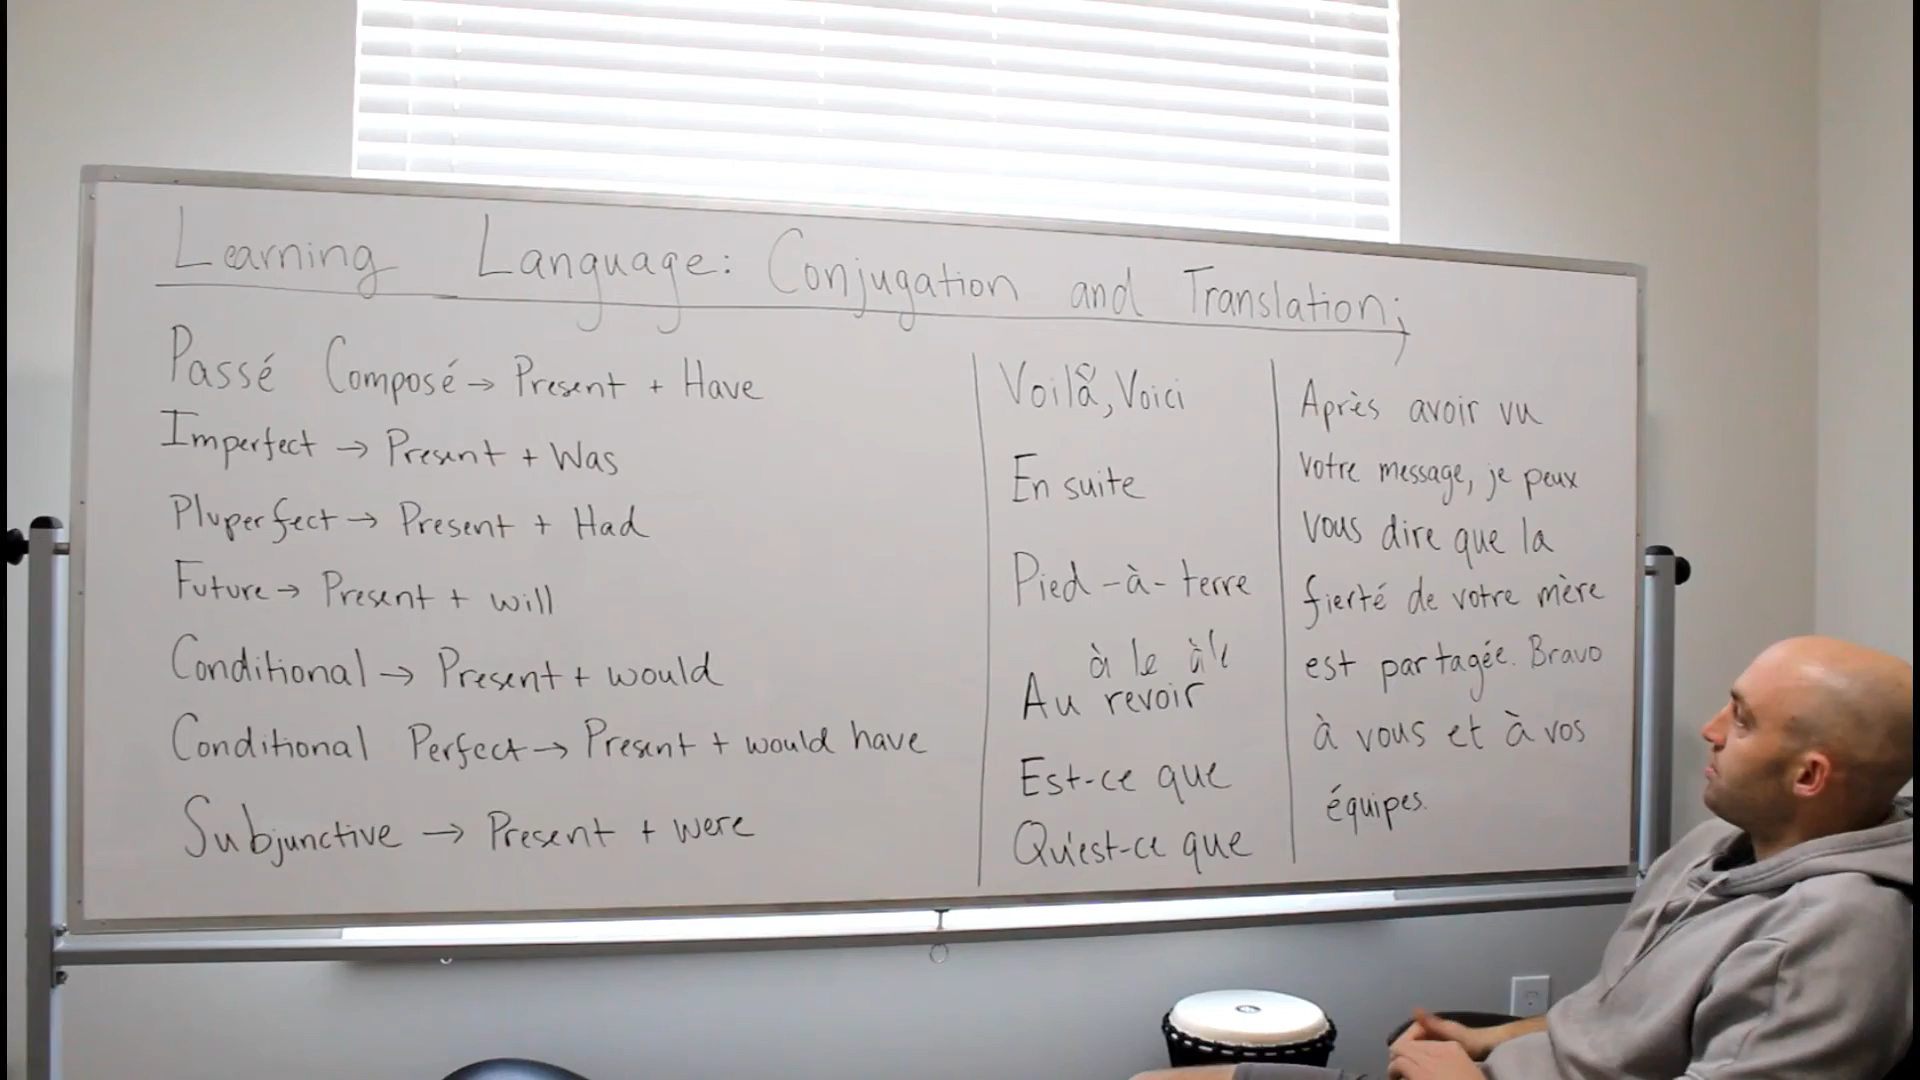 Learning Language: Conjugation and Translation;
Passé Composé → Present + Have
Imperfect → Present + Was
Pluperfect → Present + Had
Future → Present + will
Conditional → Present + would
Conditional Perfect → Present + would have
Subjunctive → Present + were
Voilà, Voici
En suite
Pied-à-terre
à le
Au revoir
Est-ce que
Qu'est-ce que
Après avoir vu
votre message, je peux
vous dire que la
fierté de votre mère
est partagée. Bravo
à vous et à vos
équipes.